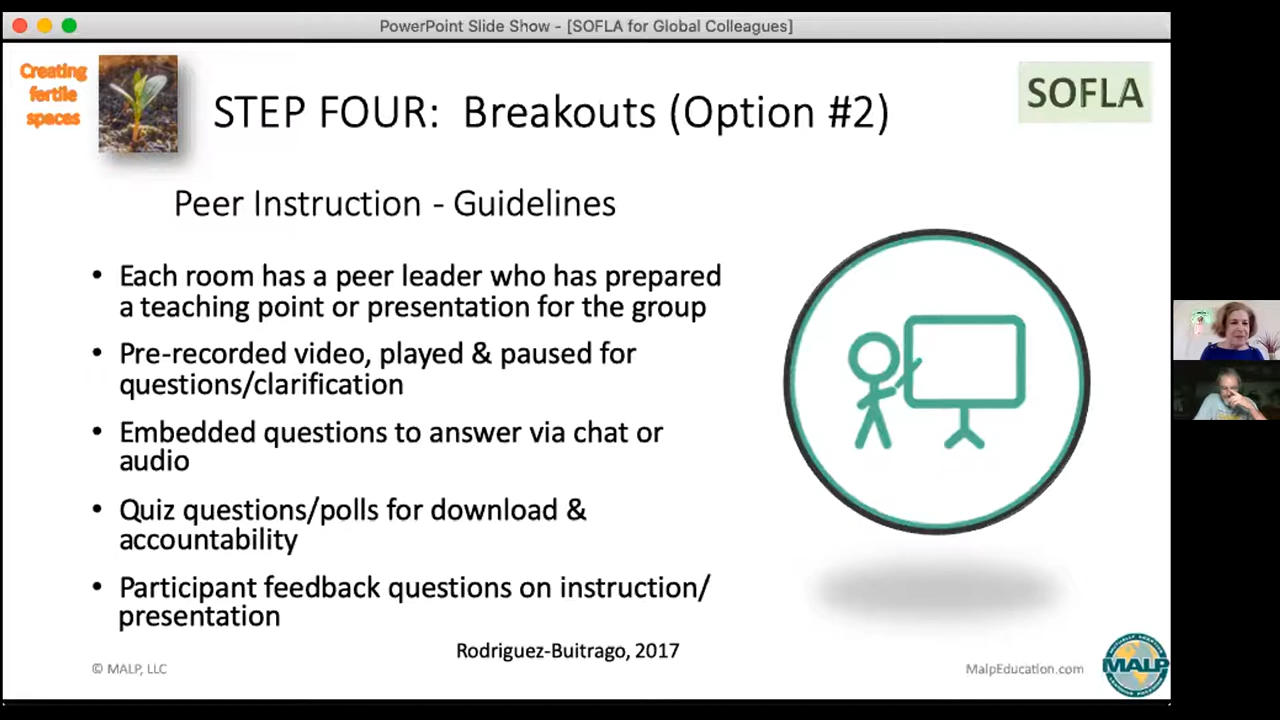 PowerPoint Slide Show - [SOFLA for Global Colleagues]
Creating
fertile
spaces
STEP FOUR:  Breakouts (Option #2)
SOFLA
Peer Instruction - Guidelines
• Each room has a peer leader who has prepared
a teaching point or presentation for the group
• Pre-recorded video, played & paused for
questions/clarification
• Embedded questions to answer via chat or
audio
• Quiz questions/polls for download &
accountability
• Participant feedback questions on instruction/
presentation
Rodriguez-Buitrago, 2017
© MALP, LLC
MalpEducation.com
MALP